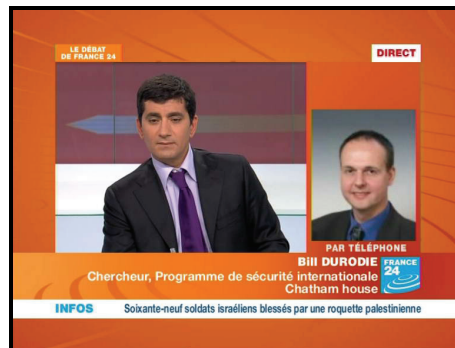 LE DÉBAT
DE FRANCE 24
DIRECT
PAR TÉLÉPHONE
Bill DURODIE
Chercheur, Programme de sécurité internationale
Chatham house
FRANCE
24
INFOS Soixante-neuf soldats israéliens blessés par une roquette palestinienne